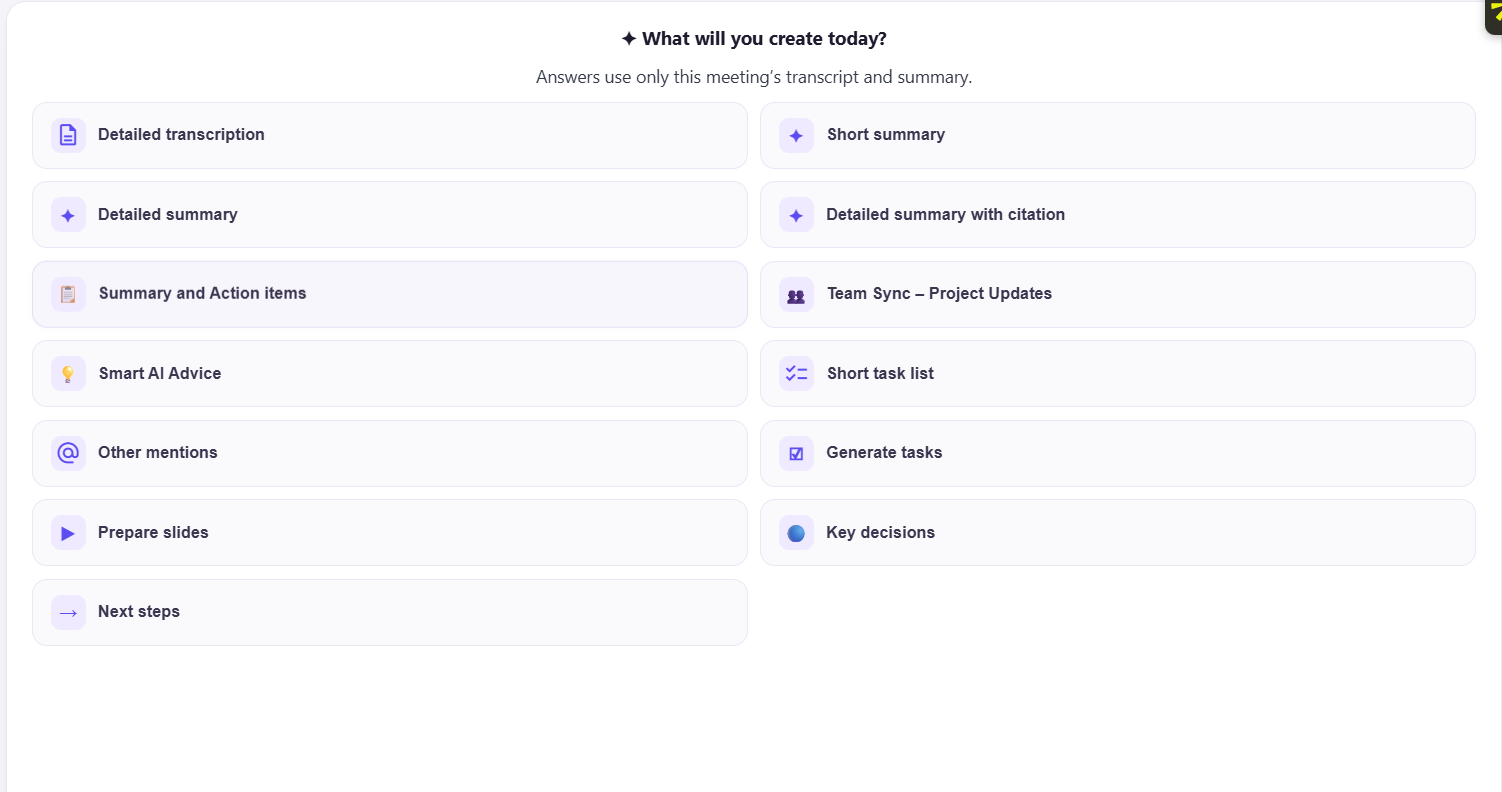 ✦ What will you create today?
Answers use only this meeting's transcript and summary.
Detailed transcription
Short summary
Detailed summary
Detailed summary with citation
Summary and Action items
Team Sync – Project Updates
Smart AI Advice
Short task list
Other mentions
Generate tasks
Prepare slides
Key decisions
Next steps